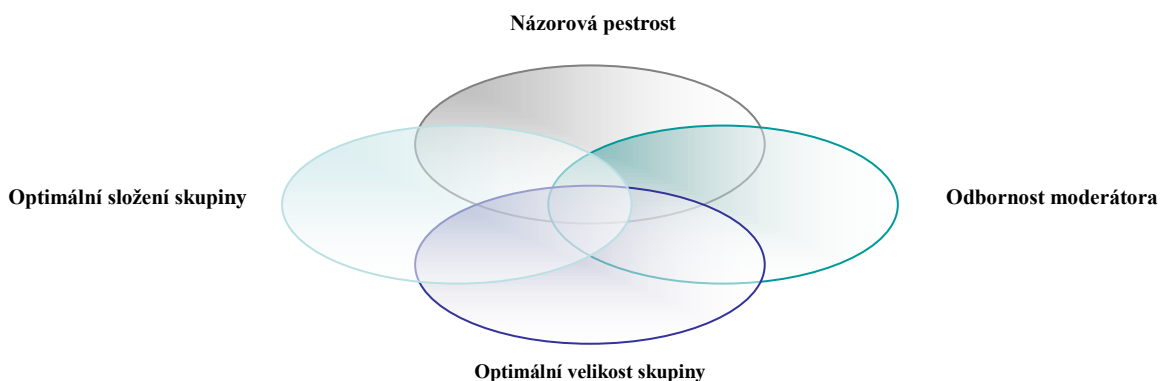 Názorová pestrost
Optimální složení skupiny
Odbornost moderátora
Optimální velikost skupiny